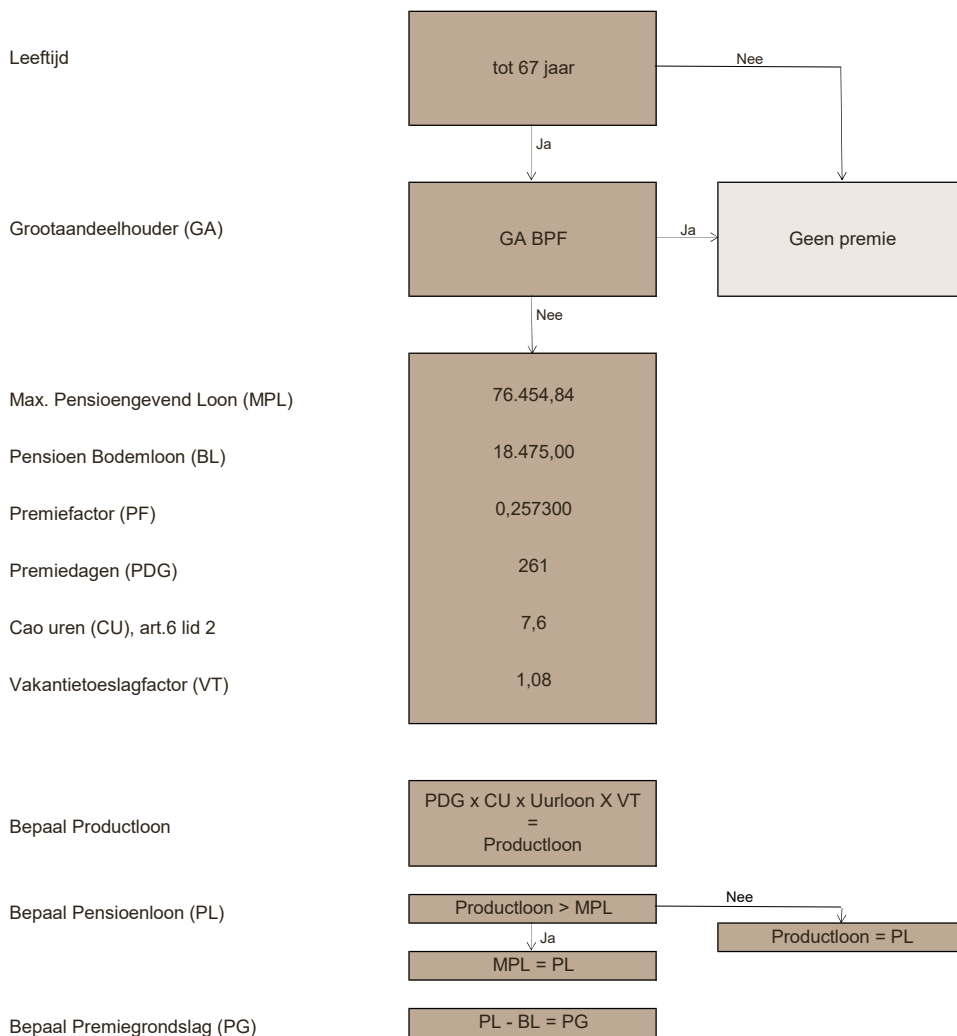 Leeftijd
tot 67 jaar
Nee
Ja
Grootaandeelhouder (GA)
GA BPF
Ja
Geen premie
Nee
Max. Pensioengevend Loon (MPL)
76.454,84
Pensioen Bodemloon (BL)
18.475,00
Premiefactor (PF)
0,257300
Premiedagen (PDG)
261
Cao uren (CU), art.6 lid 2
7,6
Vakantietoeslagfactor (VT)
1,08
Bepaal Productloon
PDG x CU x Uurloon X VT
=
Productloon
Bepaal Pensioenloon (PL)
Productloon > MPL
Nee
Ja
Productloon = PL
MPL = PL
Bepaal Premiegrondslag (PG)
PL - BL = PG